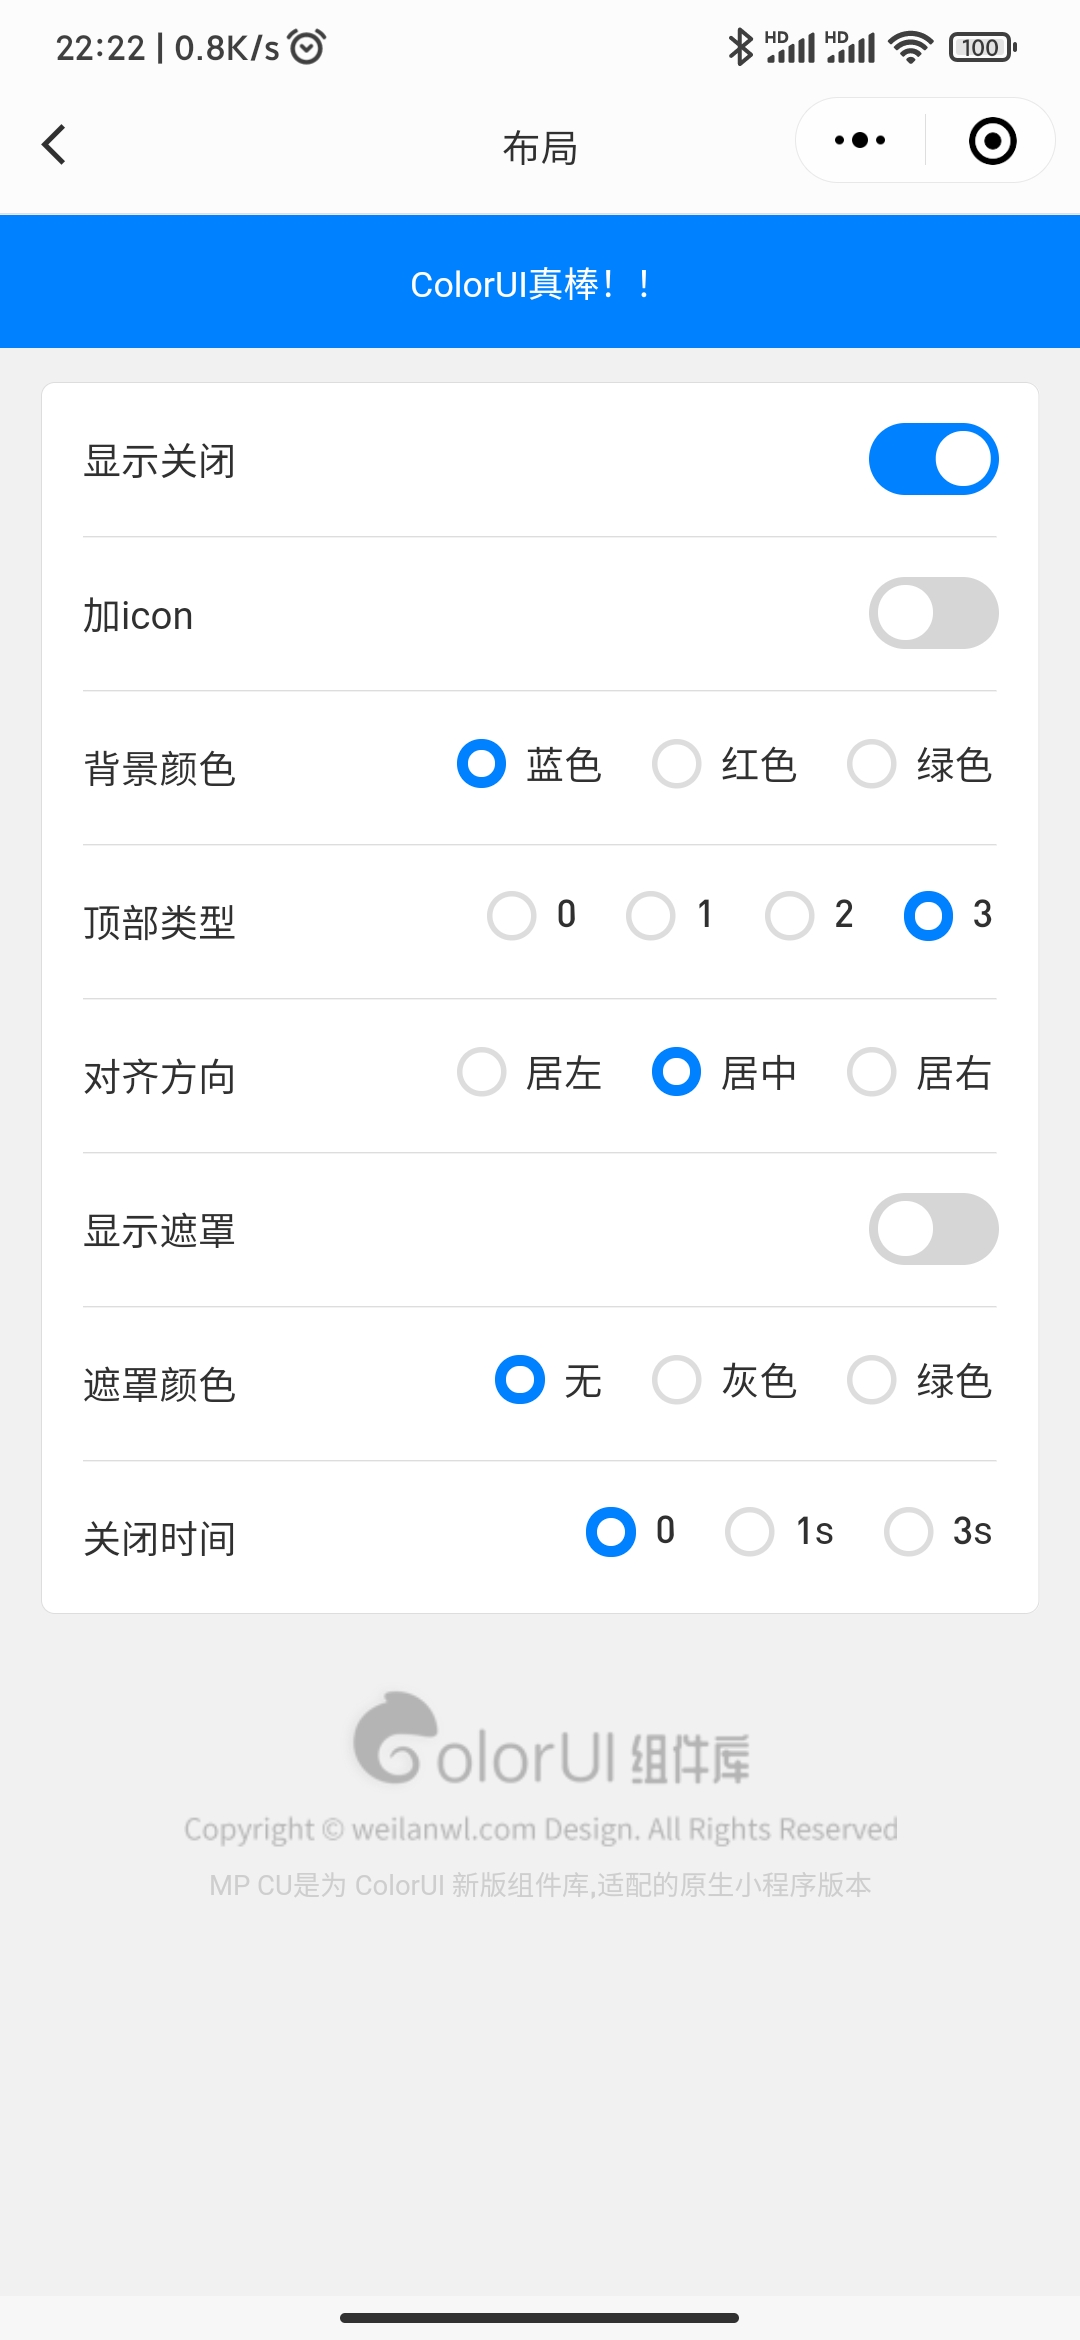 22:22 | 0.8K/s HD HD 100
布局
ColorUI真棒！！
显示关闭
加icon
背景颜色 蓝色 红色 绿色
顶部类型 0 1 2 3
对齐方向 居左 居中 居右
显示遮罩
遮罩颜色 无 灰色 绿色
关闭时间 0 1s 3s
ColorUI 组件库
Copyright © weilanwl.com Design. All Rights Reserved
MP CU是为 ColorUI 新版组件库,适配的原生小程序版本